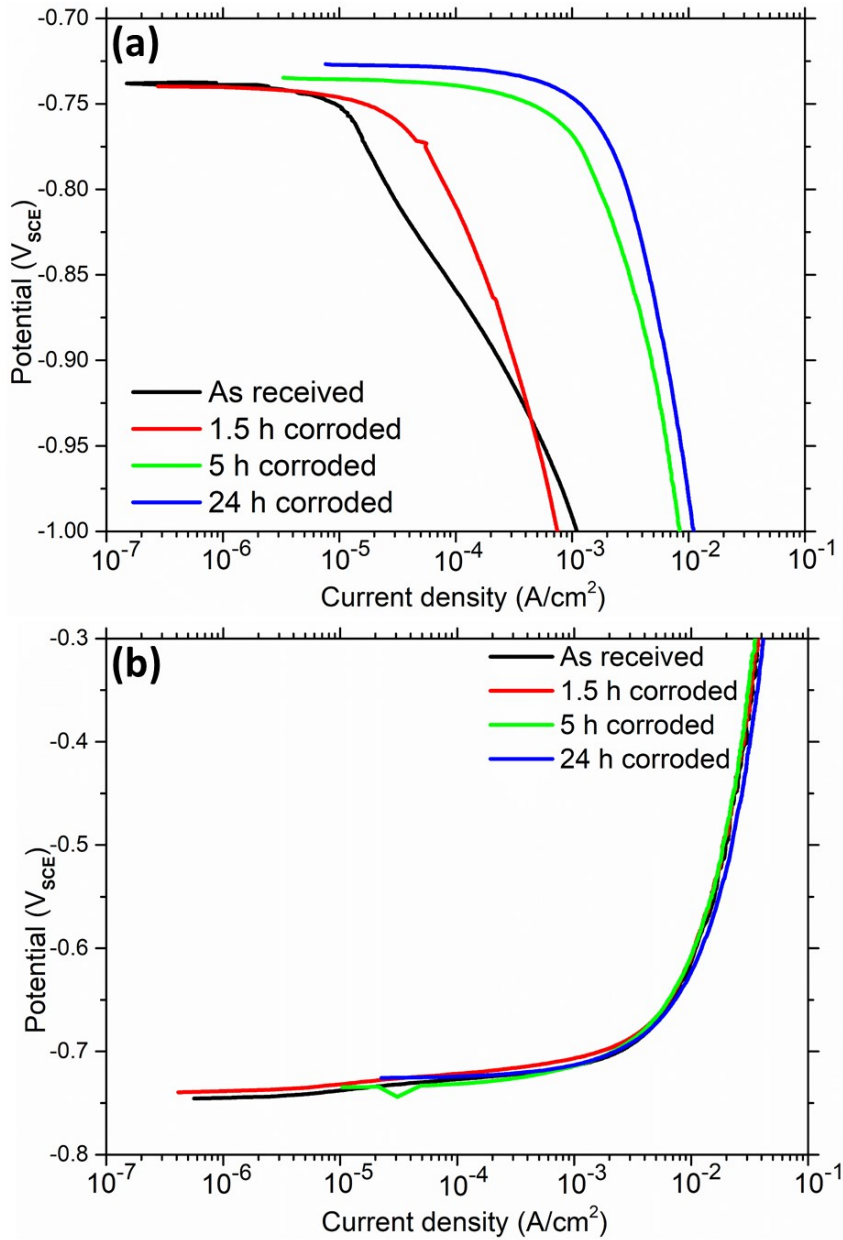 (a)
-0.70
-0.75
-0.80
-0.85
-0.90
-0.95
-1.00
Potential (V_SCE)
As received
1.5 h corroded
5 h corroded
24 h corroded
10^-7 10^-6 10^-5 10^-4 10^-3 10^-2 10^-1
Current density (A/cm²)
(b)
-0.3
-0.4
-0.5
-0.6
-0.7
-0.8
Potential (V_SCE)
As received
1.5 h corroded
5 h corroded
24 h corroded
10^-7 10^-6 10^-5 10^-4 10^-3 10^-2 10^-1
Current density (A/cm²)